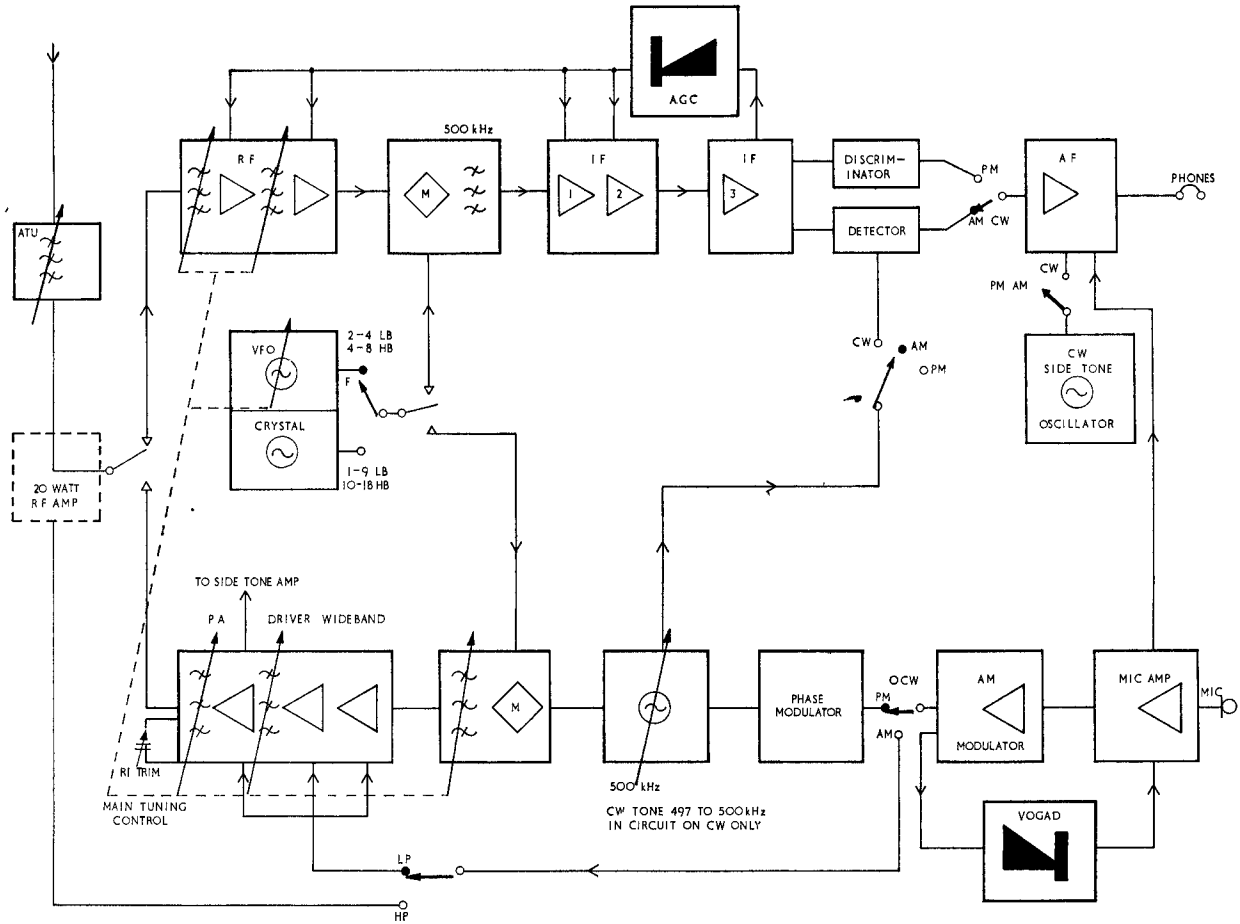 A.G.C
500 kHz
RF
M
IF
1
2
IF
3
DISCRIM-
INATOR
PM
AF
PHONES
DETECTOR
AM CW
ATU
CW
PM AM
2-4 LB
4-8 HB
VFO
F
CW
AM
PM
CW
SIDE TONE
OSCILLATOR
CRYSTAL
1-9 LB
10-18 HB
20 WATT
RF AMP
TO SIDE TONE AMP
PA
DRIVER WIDEBAND
M
PHASE
MODULATOR
CW
PM
AM
AM
MODULATOR
MIC AMP
MIC
RI TRIM
MAIN TUNING
CONTROL
500 kHz
CW TONE 497 TO 500kHz
IN CIRCUIT ON CW ONLY
VOGAD
LP
HP